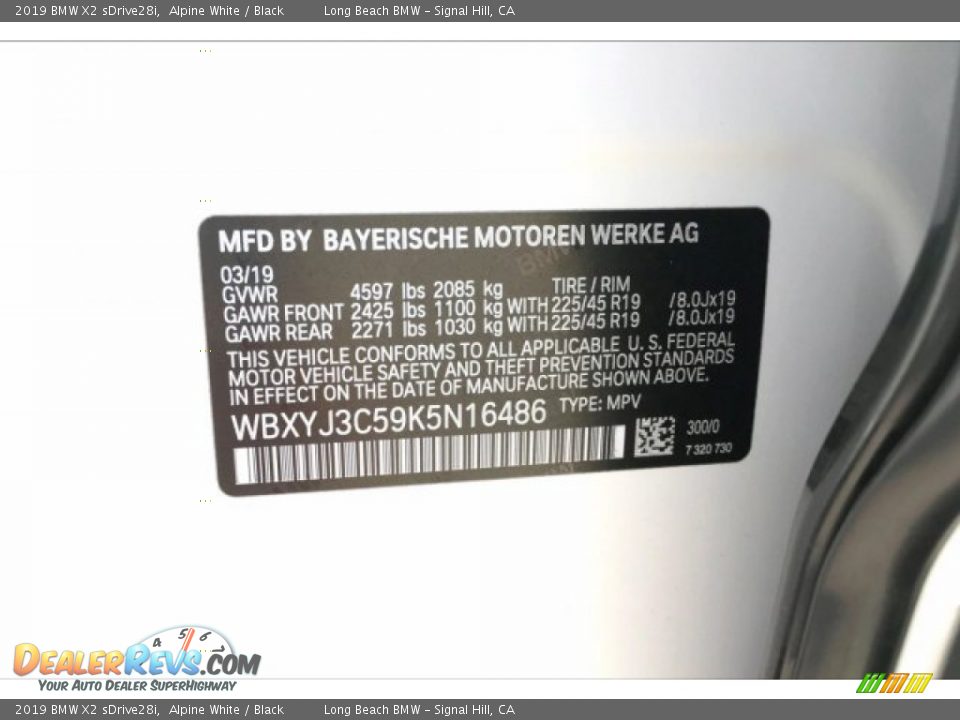 2019 BMW X2 sDrive28i, Alpine White / Black Long Beach BMW - Signal Hill, CA
MFD BY BAYERISCHE MOTOREN WERKE AG
03/19
GVWR 4597 lbs 2085 kg TIRE / RIM
GAWR FRONT 2425 lbs 1100 kg WITH 225/45 R19 /8.0Jx19
GAWR REAR 2271 lbs 1030 kg WITH 225/45 R19 /8.0Jx19
THIS VEHICLE CONFORMS TO ALL APPLICABLE U. S. FEDERAL
MOTOR VEHICLE SAFETY AND THEFT PREVENTION STANDARDS
IN EFFECT ON THE DATE OF MANUFACTURE SHOWN ABOVE.
WBXYJ3C59K5N16486 TYPE: MPV
300/0
7 320 730
4 5 6 7
DEALERREVS.COM
YOUR AUTO DEALER SUPERHIGHWAY
2019 BMW X2 sDrive28i, Alpine White / Black Long Beach BMW - Signal Hill, CA